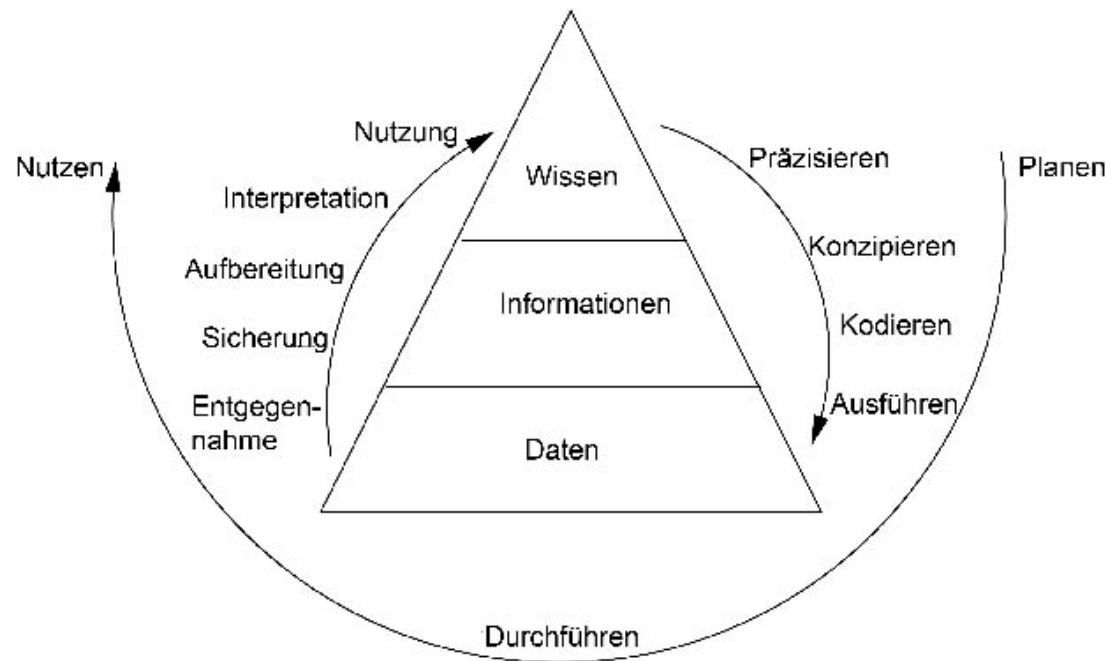 Nutzung
Nutzen
Wissen
Präzisieren
Planen
Interpretation
Konzipieren
Aufbereitung
Informationen
Sicherung
Kodieren
Entgegen-
nahme
Ausführen
Daten
Durchführen